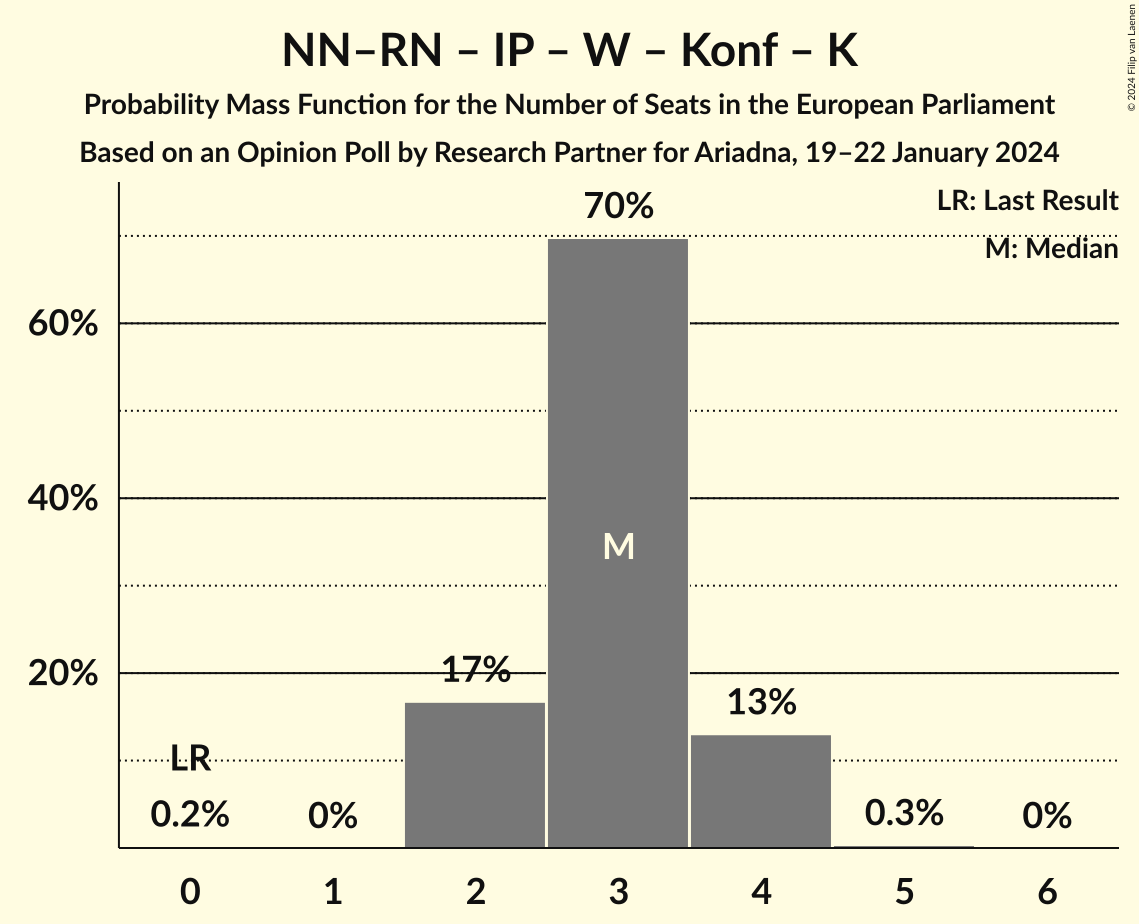 NN–RN – IP – W – Konf – K
Probability Mass Function for the Number of Seats in the European Parliament
Based on an Opinion Poll by Research Partner for Ariadna, 19–22 January 2024
© 2024 Filip van Laenen
LR: Last Result
M: Median
70%
60%
40%
20%
M
17%
13%
LR
0.2%
0%
0.3%
0%
0 1 2 3 4 5 6